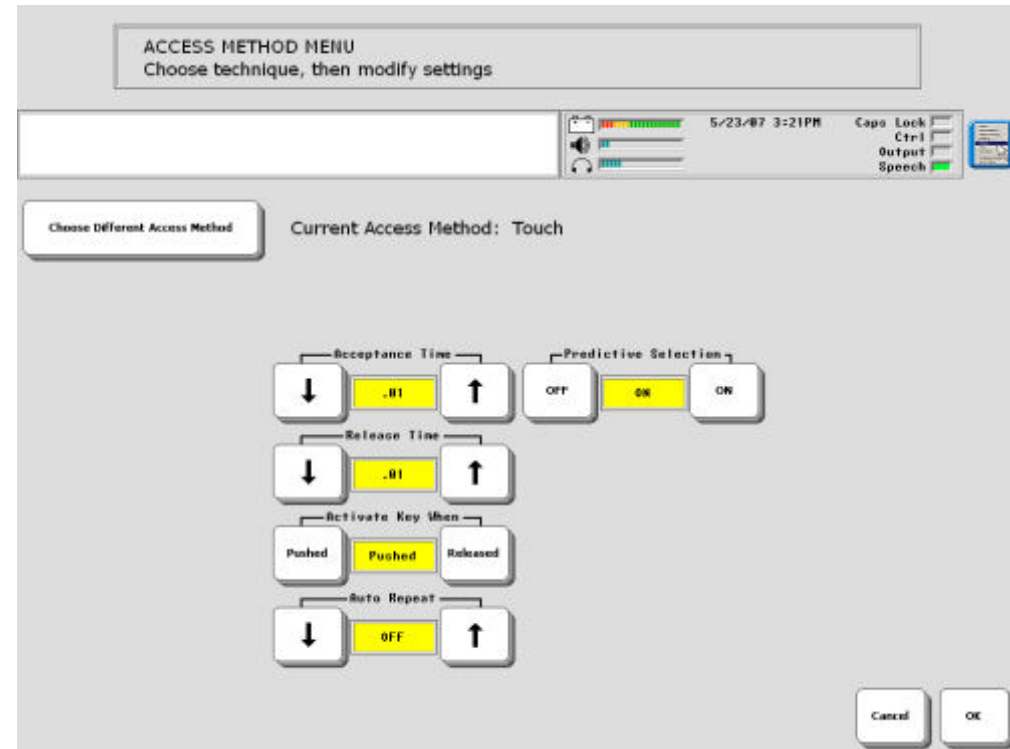 ACCESS METHOD MENU
Choose technique, then modify settings
5/23/07 3:21PM
Caps Lock
Ctrl
Output
Speech
Choose Different Access Method
Current Access Method: Touch
Acceptance Time
.01
Predictive Selection
OFF
ON
ON
Release Time
.01
Activate Key When
Pushed
Pushed
Released
Auto Repeat
OFF
Cancel
OK